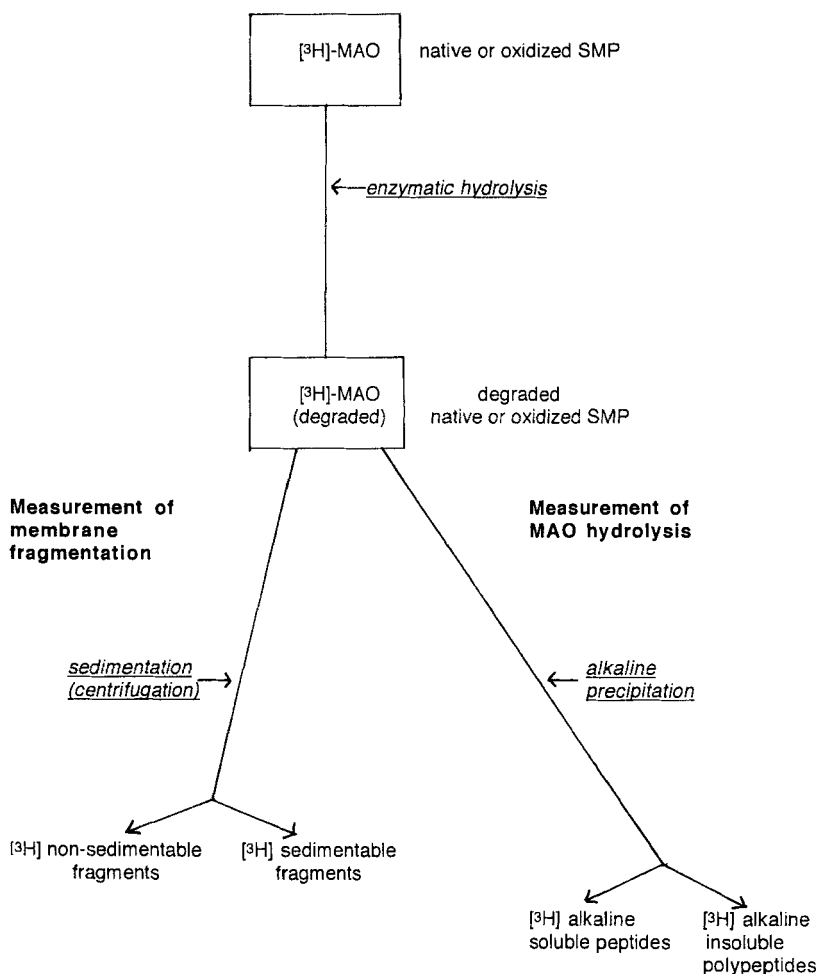 [³H]-MAO native or oxidized SMP
enzymatic hydrolysis
[³H]-MAO
(degraded)
degraded
native or oxidized SMP
Measurement of
membrane
fragmentation
Measurement of
MAO hydrolysis
sedimentation
(centrifugation)
alkaline
precipitation
[³H] non-sedimentable
fragments
[³H] sedimentable
fragments
[³H] alkaline
soluble peptides
[³H] alkaline
insoluble
polypeptides